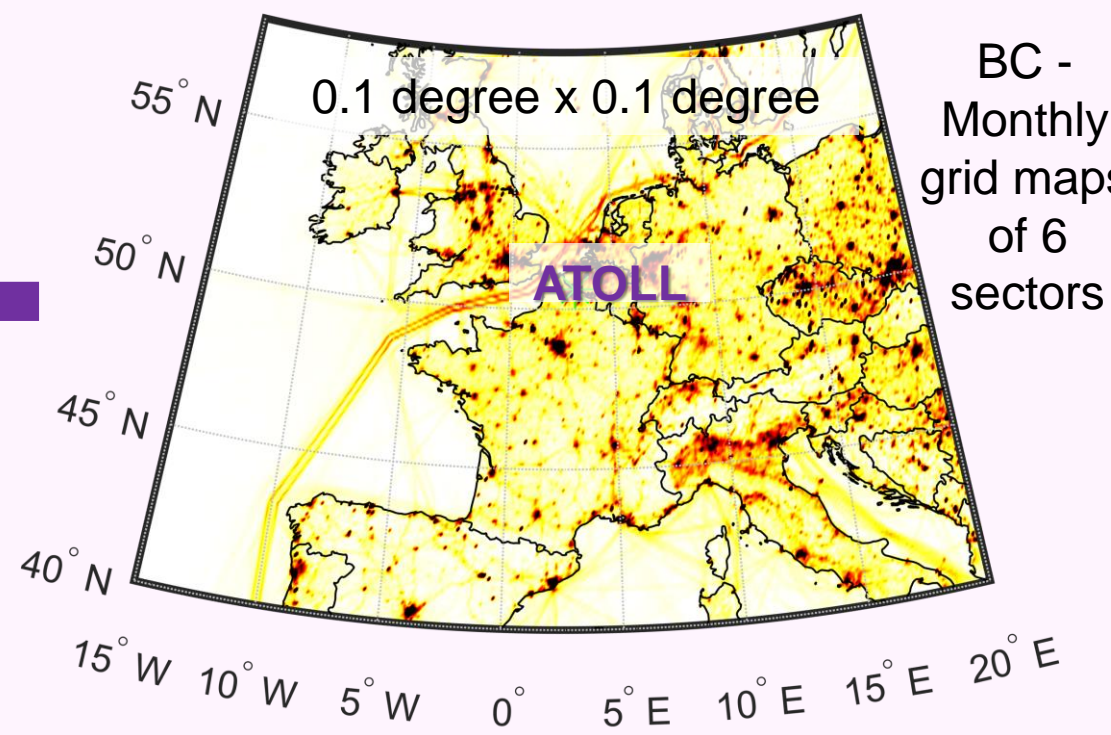 0.1 degree x 0.1 degree
BC -
Monthly
grid maps
of 6
sectors
ATOLL
55° N
50° N
45° N
40° N
15° W
10° W
5° W
0°
5° E
10° E
15° E
20° E